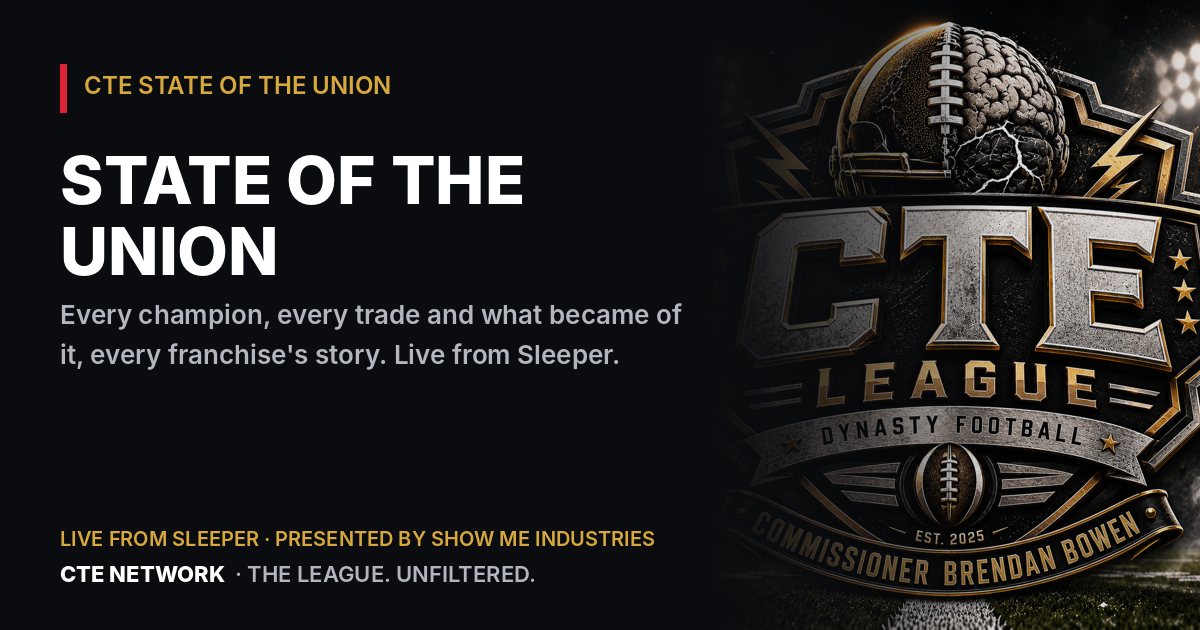 CTE STATE OF THE UNION
STATE OF THE
UNION
Every champion, every trade and what became of
it, every franchise's story. Live from Sleeper.
LIVE FROM SLEEPER · PRESENTED BY SHOW ME INDUSTRIES
CTE NETWORK · THE LEAGUE. UNFILTERED.
CTE
LEAGUE
DYNASTY FOOTBALL
EST. 2025
COMMISSIONER BRENDAN BOWEN